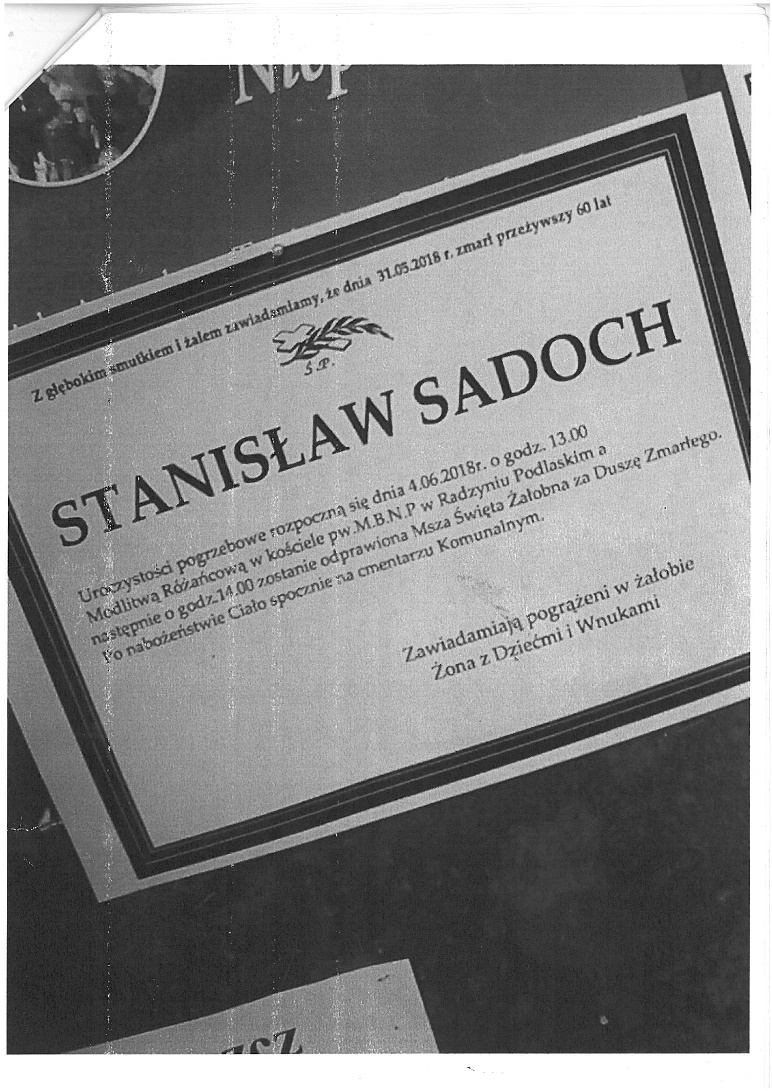 Niep
Z głębokim smutkiem i żalem zawiadamiamy, że dnia 31.05.2018 r. zmarł przeżywszy 60 lat
Ś.P.
STANISŁAW SADOCH
Uroczystości pogrzebowe rozpoczną się dnia 4.06.2018r. o godz. 13.00
Modlitwą Różańcową w kościele pw.M.B.N.P w Radzyniu Podlaskim a
następnie o godz.14.00 zostanie odprawiona Msza Święta Żałobna za Duszę Zmarłego.
Po nabożeństwie Ciało spocznie na cmentarzu Komunalnym.
Zawiadamiają pogrążeni w żałobie
Żona z Dziećmi i Wnukami